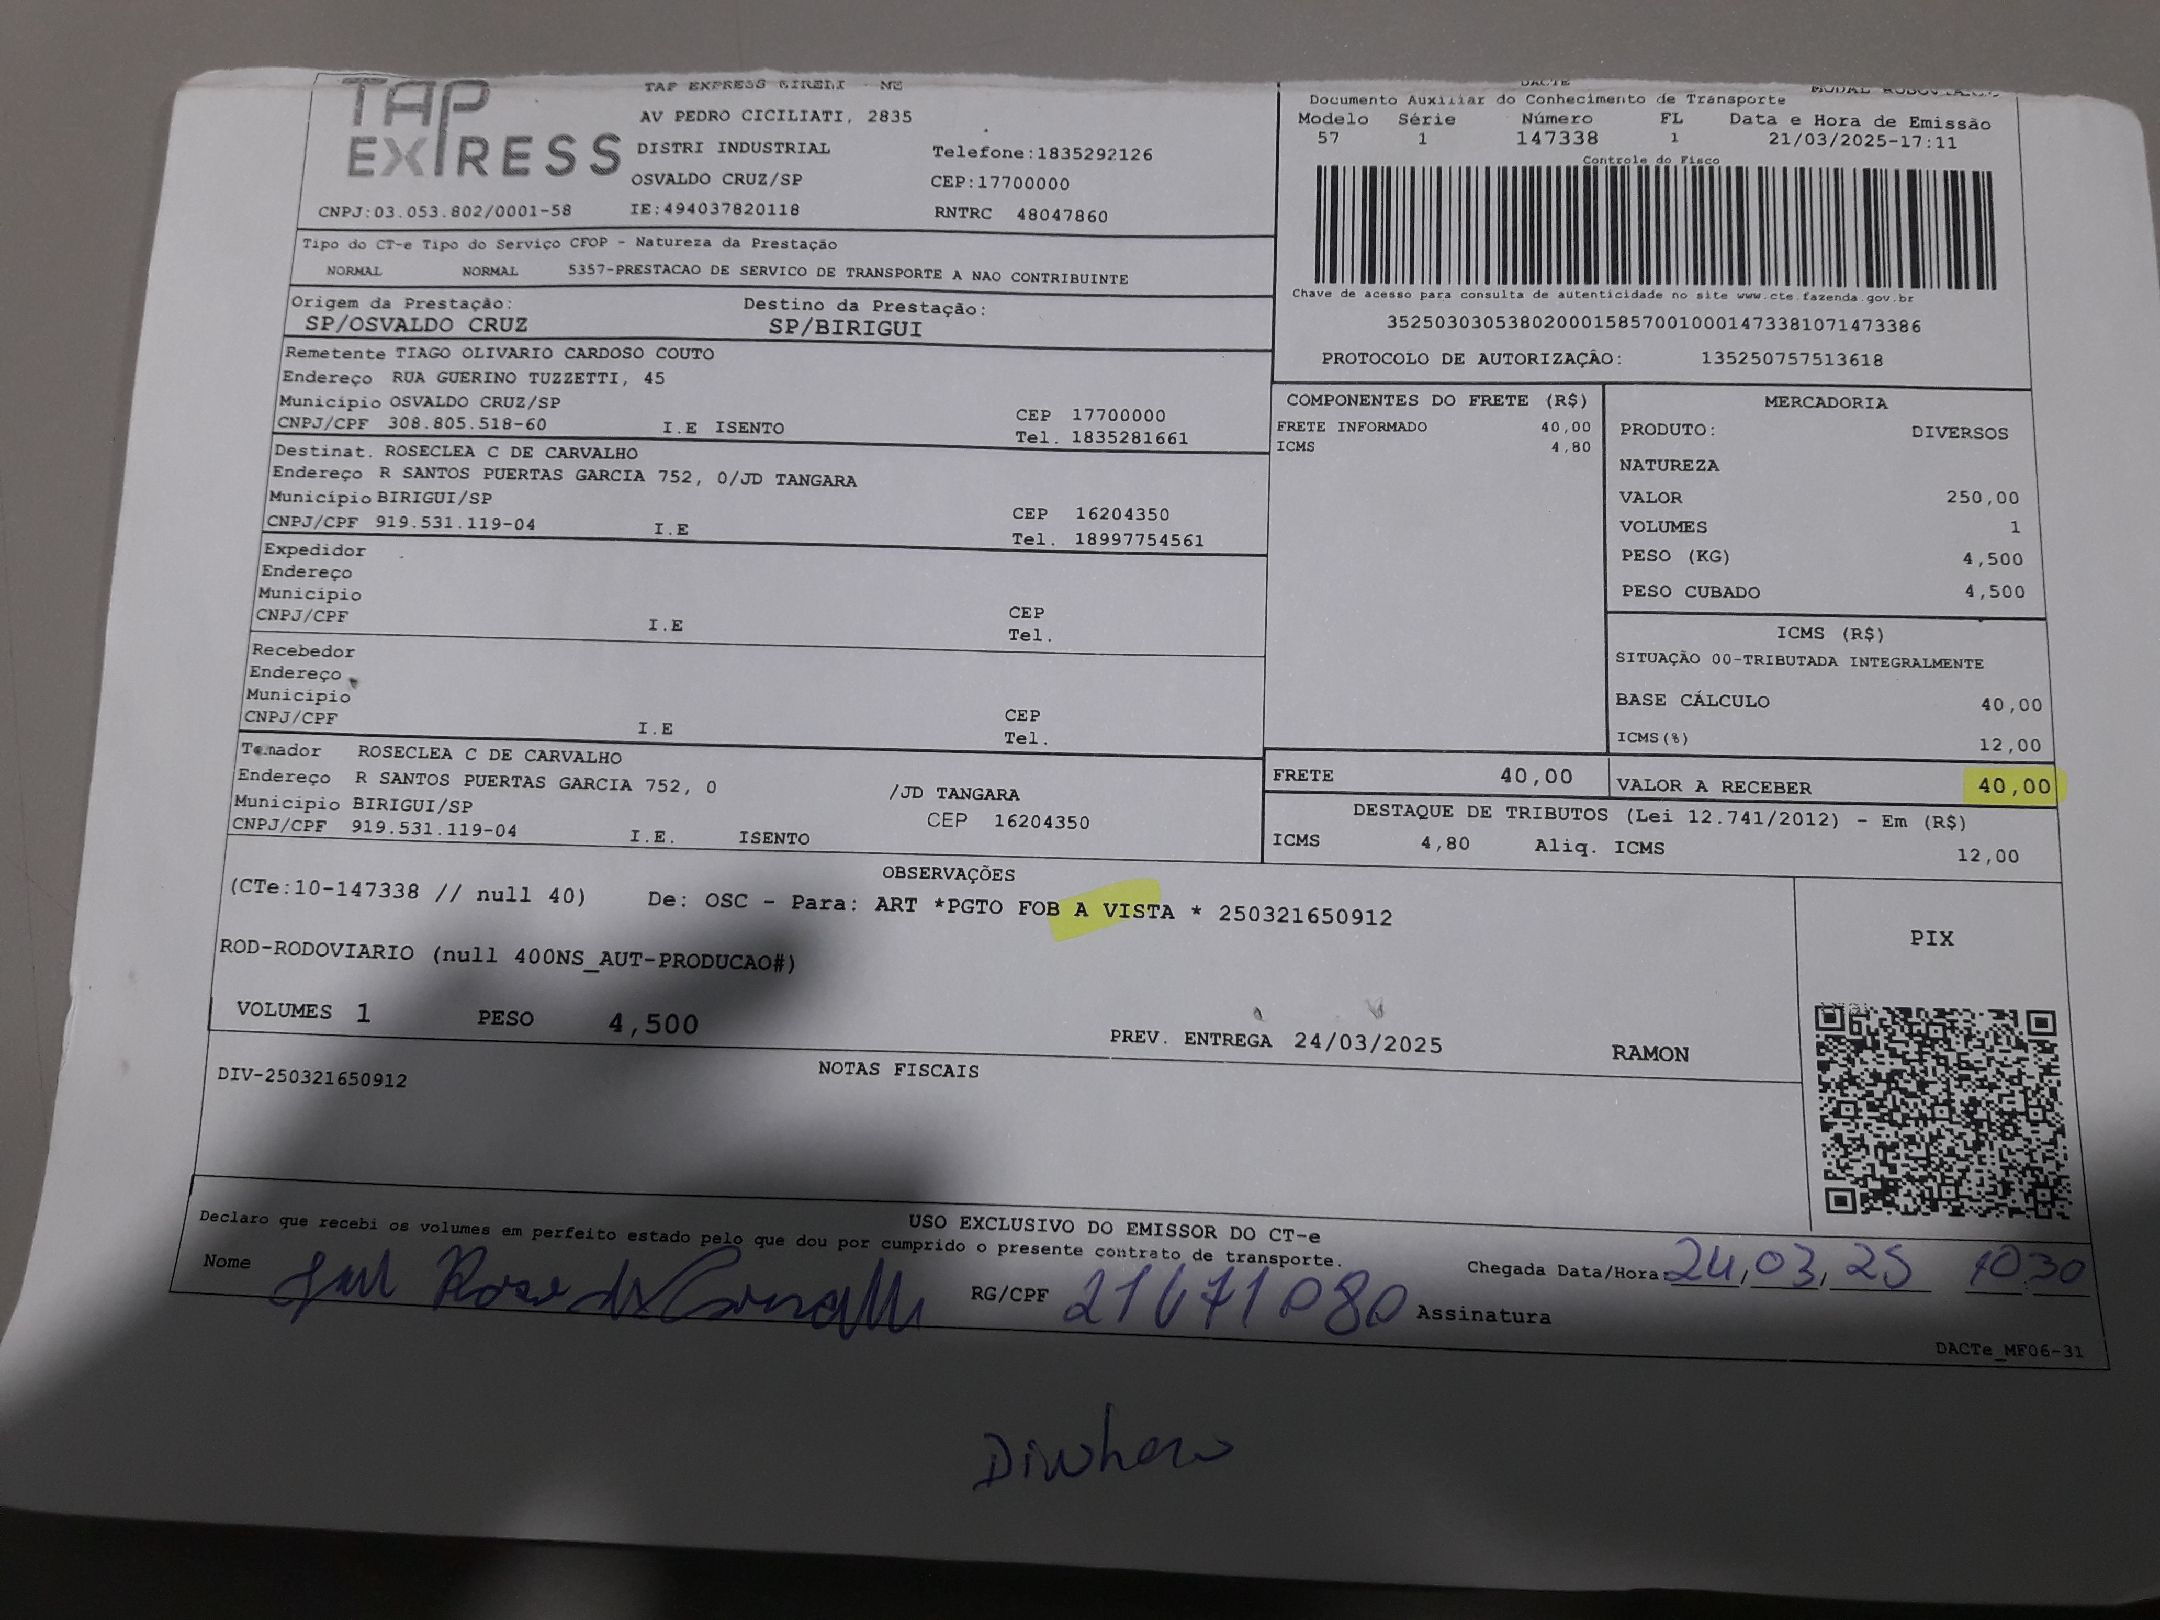 TAP EXPRESS
TAP EXPRESS EIRELI - ME
AV PEDRO CICILIATI, 2835
DISTRI INDUSTRIAL Telefone:1835292126
OSVALDO CRUZ/SP CEP:17700000
CNPJ:03.053.802/0001-58 IE:494037820118 RNTRC 48047860
DACTE
Documento Auxiliar do Conhecimento de Transporte
Modelo Série Número FL Data e Hora de Emissão
57 1 147338 1 21/03/2025-17:11
Controle do Fisco
Chave de acesso para consulta de autenticidade no site www.cte.fazenda.gov.br
35250303053802000158570010001473381071473386
PROTOCOLO DE AUTORIZAÇÃO: 135250757513618
Tipo do CT-e Tipo do Serviço CFOP - Natureza da Prestação
NORMAL NORMAL 5357-PRESTACAO DE SERVICO DE TRANSPORTE A NAO CONTRIBUINTE
Origem da Prestação: Destino da Prestação:
SP/OSVALDO CRUZ SP/BIRIGUI
Remetente TIAGO OLIVARIO CARDOSO COUTO
Endereço RUA GUERINO TUZZETTI, 45
Municipio OSVALDO CRUZ/SP CEP 17700000
CNPJ/CPF 308.805.518-60 I.E ISENTO Tel. 1835281661
Destinat. ROSECLEA C DE CARVALHO
Endereço R SANTOS PUERTAS GARCIA 752, 0/JD TANGARA
Município BIRIGUI/SP CEP 16204350
CNPJ/CPF 919.531.119-04 I.E Tel. 18997754561
Expedidor
Endereço
Municipio CEP
CNPJ/CPF I.E Tel.
Recebedor
Endereço
Municipio CEP
CNPJ/CPF I.E Tel.
Tomador ROSECLEA C DE CARVALHO
Endereço R SANTOS PUERTAS GARCIA 752, 0 /JD TANGARA
Municipio BIRIGUI/SP CEP 16204350
CNPJ/CPF 919.531.119-04 I.E. ISENTO
COMPONENTES DO FRETE (R$)
FRETE INFORMADO 40,00
ICMS 4,80
MERCADORIA
PRODUTO: DIVERSOS
NATUREZA
VALOR 250,00
VOLUMES 1
PESO (KG) 4,500
PESO CUBADO 4,500
ICMS (R$)
SITUAÇÃO 00-TRIBUTADA INTEGRALMENTE
BASE CÁLCULO 40,00
ICMS(%) 12,00
FRETE 40,00 VALOR A RECEBER 40,00
DESTAQUE DE TRIBUTOS (Lei 12.741/2012) - Em (R$)
ICMS 4,80 Aliq. ICMS 12,00
OBSERVAÇÕES
(CTe:10-147338 // null 40) De: OSC - Para: ART *PGTO FOB A VISTA * 250321650912
ROD-RODOVIARIO (null 400NS_AUT-PRODUCAO#)
PIX
VOLUMES 1 PESO 4,500 PREV. ENTREGA 24/03/2025 RAMON
NOTAS FISCAIS
DIV-250321650912
USO EXCLUSIVO DO EMISSOR DO CT-e
Declaro que recebi os volumes em perfeito estado pelo que dou por cumprido o presente contrato de transporte.
Nome RG/CPF 21671080 Assinatura Chegada Data/Hora: 24,03,25 10:30
DACTe_MF06-31
Dinheiro